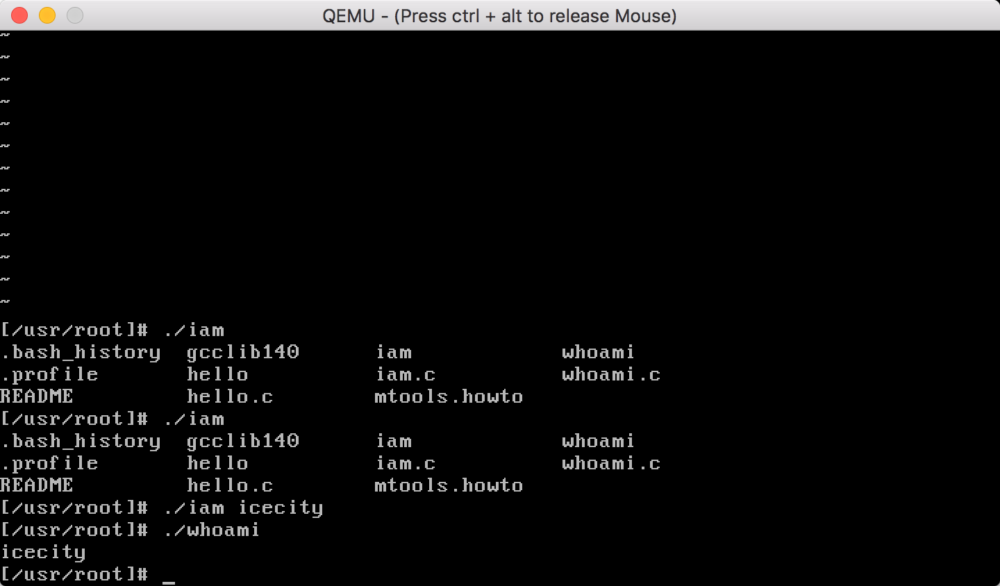 QEMU - (Press ctrl + alt to release Mouse)
~
~
~
~
~
~
~
~
~
~
~
~
~
[/usr/root]# ./iam
.bash_history  gcclib140      iam            whoami
.profile       hello          iam.c          whoami.c
README         hello.c        mtools.howto
[/usr/root]# ./iam
.bash_history  gcclib140      iam            whoami
.profile       hello          iam.c          whoami.c
README         hello.c        mtools.howto
[/usr/root]# ./iam icecity
[/usr/root]# ./whoami
icecity
[/usr/root]# _